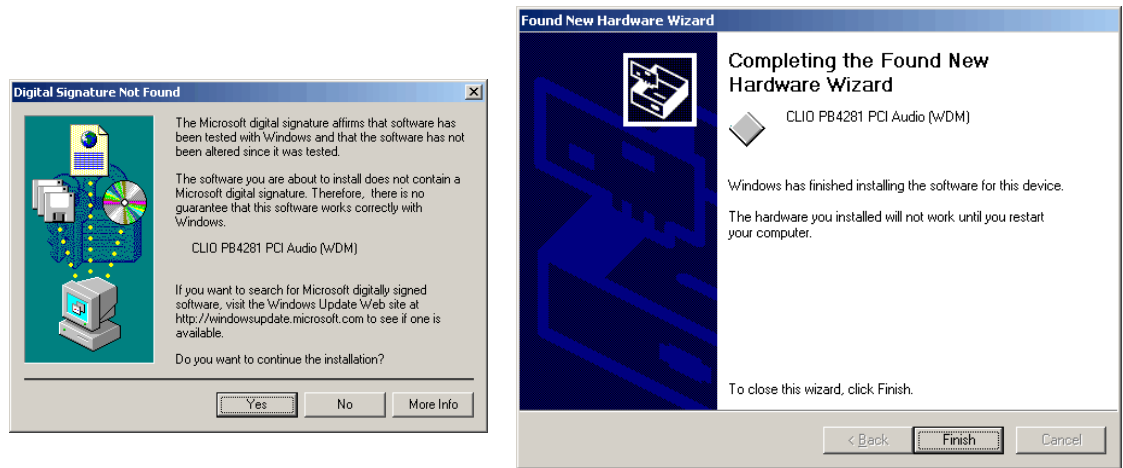 Digital Signature Not Found
The Microsoft digital signature affirms that software has
been tested with Windows and that the software has not
been altered since it was tested.
The software you are about to install does not contain a
Microsoft digital signature. Therefore, there is no
guarantee that this software works correctly with
Windows.
CLIO PB4281 PCI Audio (WDM)
If you want to search for Microsoft digitally signed
software, visit the Windows Update Web site at
http://windowsupdate.microsoft.com to see if one is
available.
Do you want to continue the installation?
Yes No More Info
Found New Hardware Wizard
Completing the Found New
Hardware Wizard
CLIO PB4281 PCI Audio (WDM)
Windows has finished installing the software for this device.
The hardware you installed will not work until you restart
your computer.
To close this wizard, click Finish.
< Back Finish Cancel